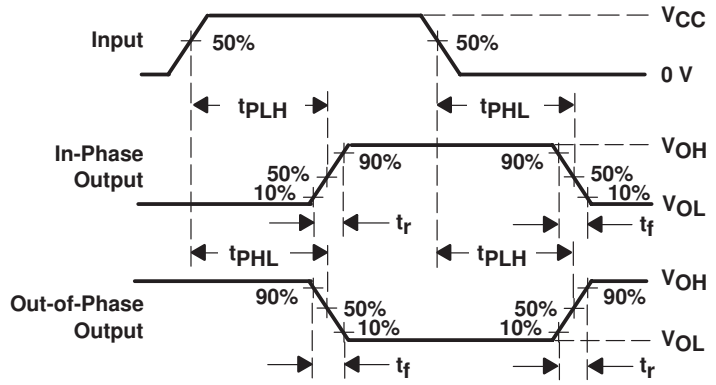 VCC
Input
50%
50%
0 V
tPLH
tPHL
In-Phase
Output
VOH
90%
90%
50%
50%
10%
10%
VOL
tr
tf
tPHL
tPLH
Out-of-Phase
Output
VOH
90%
90%
50%
50%
10%
10%
VOL
tf
tr